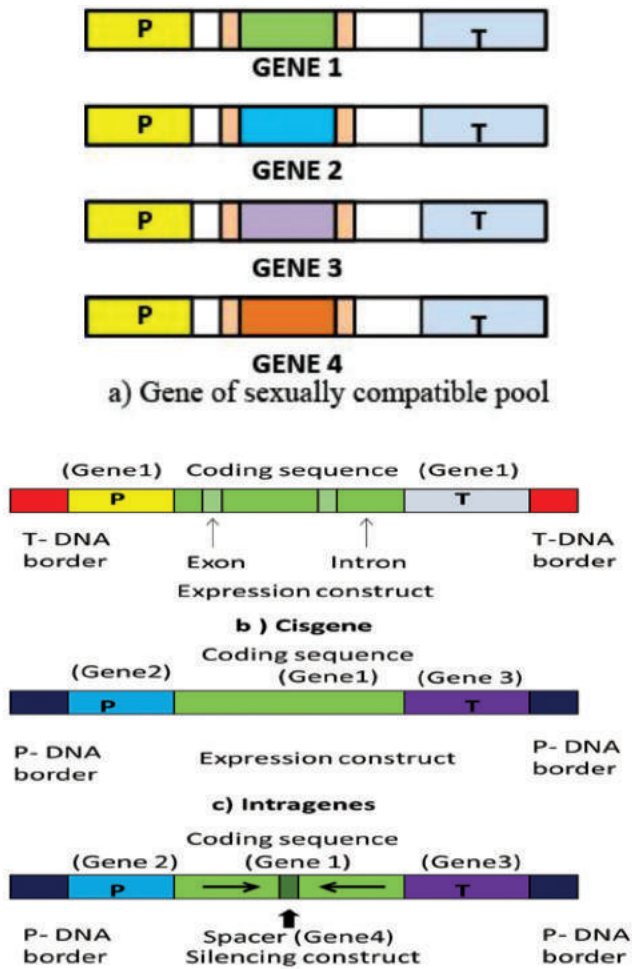 P T
GENE 1
P T
GENE 2
P T
GENE 3
P T
GENE 4
a) Gene of sexually compatible pool
(Gene1) Coding sequence (Gene1)
P T
T- DNA border Exon Intron T-DNA border
Expression construct
b ) Cisgene
Coding sequence
(Gene2) (Gene1) (Gene 3)
P T
P- DNA border Expression construct P- DNA border
c) Intragenes
Coding sequence
(Gene 2) (Gene 1) (Gene3)
P T
P- DNA border Spacer (Gene4) P- DNA border
Silencing construct